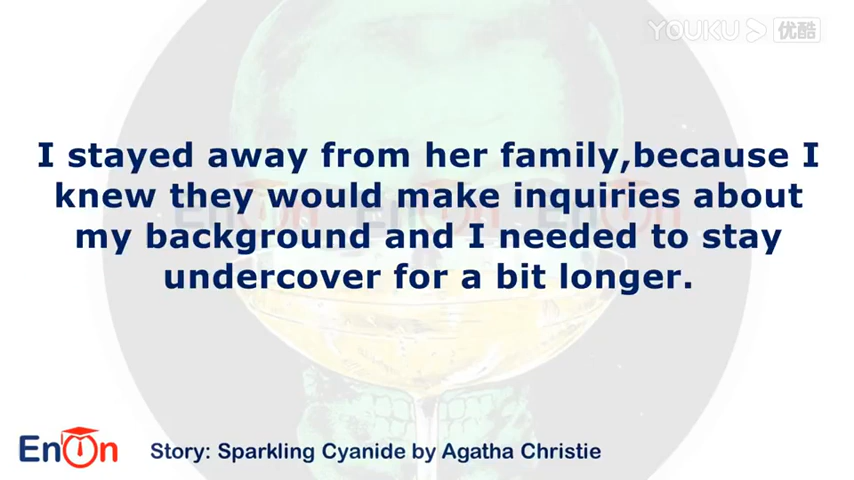 YOUKU 优酷
I stayed away from her family,because I
knew they would make inquiries about
my background and I needed to stay
undercover for a bit longer.
EnOn
Story: Sparkling Cyanide by Agatha Christie